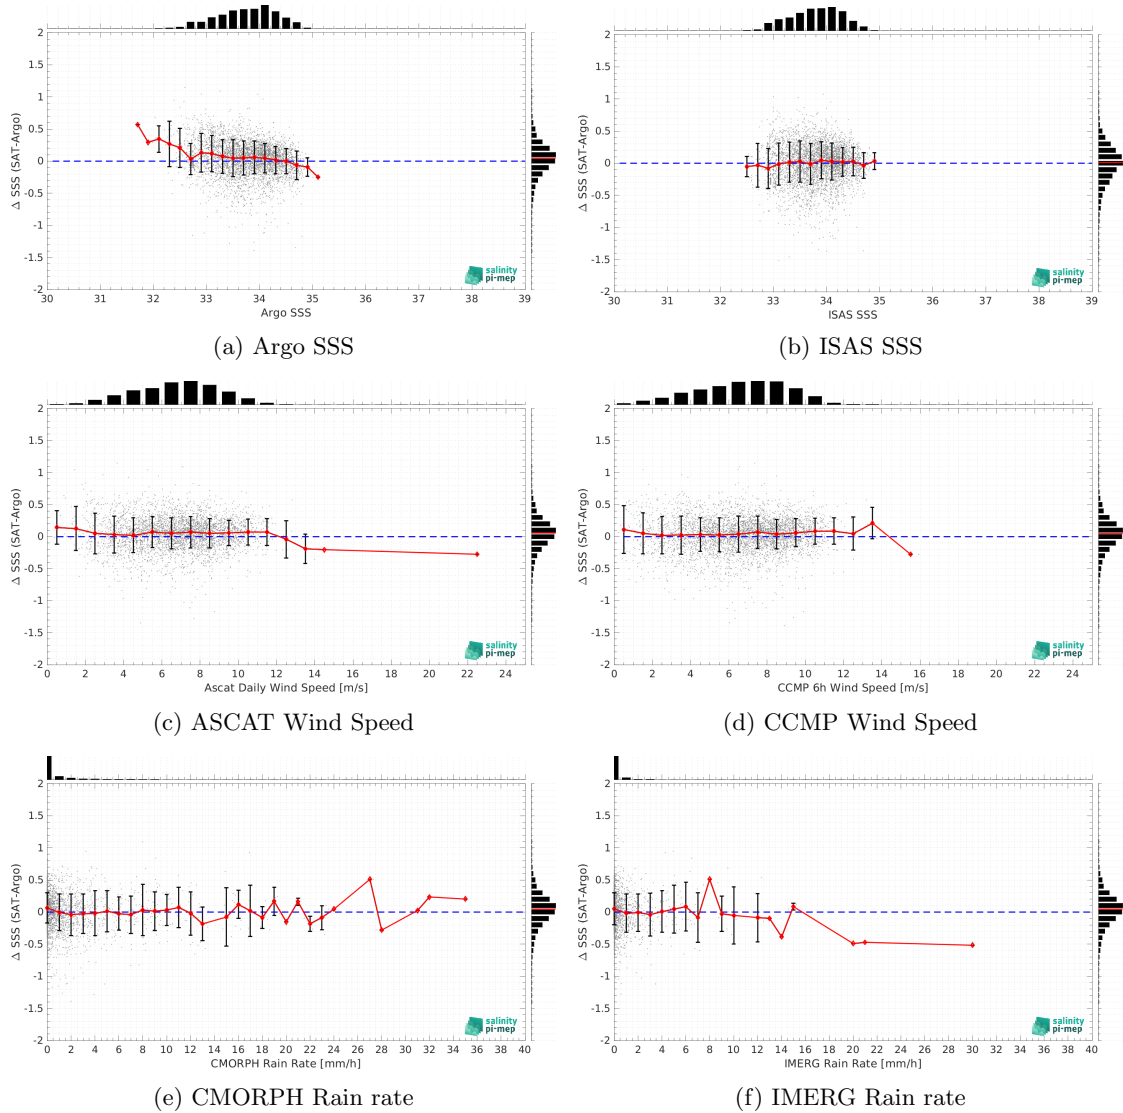 2
1.5
1
0.5
0
-0.5
-1
-1.5
-2
Δ SSS (SAT-Argo)
30 31 32 33 34 35 36 37 38 39
Argo SSS
salinity
pi-mep
(a) Argo SSS
2
1.5
1
0.5
0
-0.5
-1
-1.5
-2
Δ SSS (SAT-Argo)
30 31 32 33 34 35 36 37 38 39
ISAS SSS
salinity
pi-mep
(b) ISAS SSS
2
1.5
1
0.5
0
-0.5
-1
-1.5
-2
Δ SSS (SAT-Argo)
0 2 4 6 8 10 12 14 16 18 20 22 24
Ascat Daily Wind Speed [m/s]
salinity
pi-mep
(c) ASCAT Wind Speed
2
1.5
1
0.5
0
-0.5
-1
-1.5
-2
Δ SSS (SAT-Argo)
0 2 4 6 8 10 12 14 16 18 20 22 24
CCMP 6h Wind Speed [m/s]
salinity
pi-mep
(d) CCMP Wind Speed
2
1.5
1
0.5
0
-0.5
-1
-1.5
-2
Δ SSS (SAT-Argo)
0 2 4 6 8 10 12 14 16 18 20 22 24 26 28 30 32 34 36 38 40
CMORPH Rain Rate [mm/h]
salinity
pi-mep
(e) CMORPH Rain rate
2
1.5
1
0.5
0
-0.5
-1
-1.5
-2
Δ SSS (SAT-Argo)
0 2 4 6 8 10 12 14 16 18 20 22 24 26 28 30 32 34 36 38 40
IMERG Rain Rate [mm/h]
salinity
pi-mep
(f) IMERG Rain rate